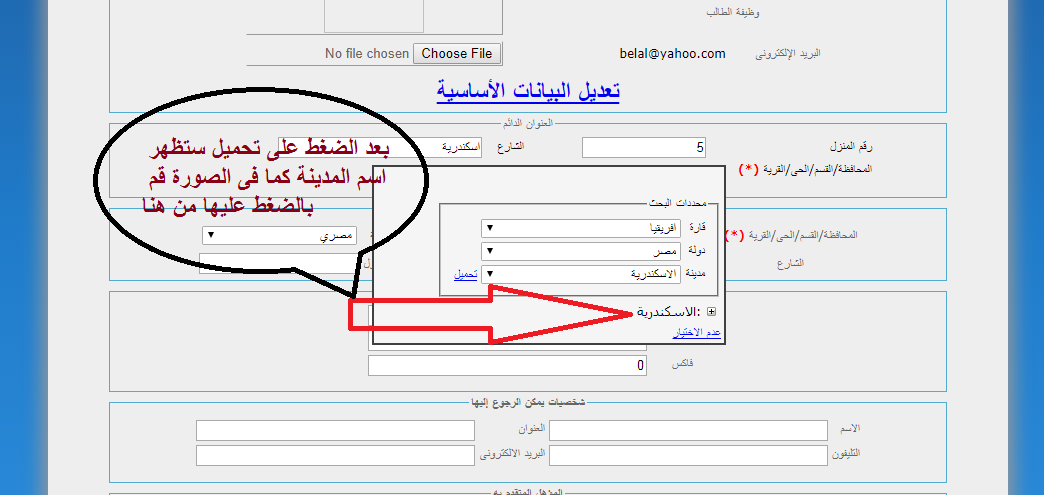 وظيفة الطالب
البريد الإلكترونى belal@yahoo.com Choose File No file chosen
تعديل البيانات الأساسية
العنوان الدائم
رقم المنزل 5 الشارع اسكندرية
المحافظة/القسم/الحى/القرية (*)
بعد الضغط على تحميل ستظهر
اسم المدينة كما فى الصورة قم
بالضغط عليها من هنا
محددات البحث
قارة افريقيا
دولة مصر
مدينة الاسكندرية تحميل
الاسكندرية:
عدم الاختيار
المحافظة/القسم/الحى/القرية (*)
مصري
الشارع
فاكس 0
شخصيات يمكن الرجوع إليها
الاسم العنوان
التليفون البريد الالكترونى
المؤهل المتقدم به